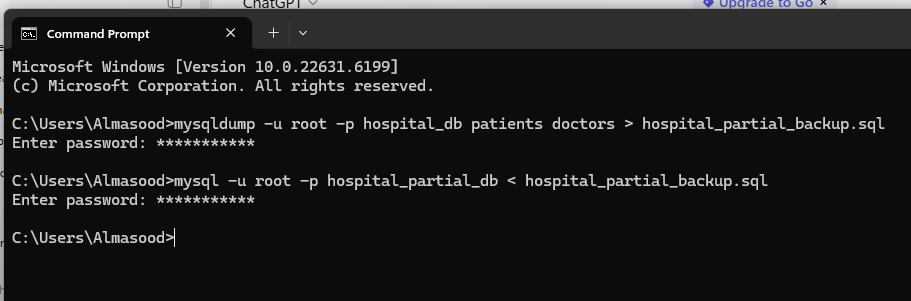 ChatGPT
Upgrade to Go ×
Command Prompt
Microsoft Windows [Version 10.0.22631.6199]
(c) Microsoft Corporation. All rights reserved.
C:\Users\Almasood>mysqldump -u root -p hospital_db patients doctors > hospital_partial_backup.sql
Enter password: ***********
C:\Users\Almasood>mysql -u root -p hospital_partial_db < hospital_partial_backup.sql
Enter password: ***********
C:\Users\Almasood>